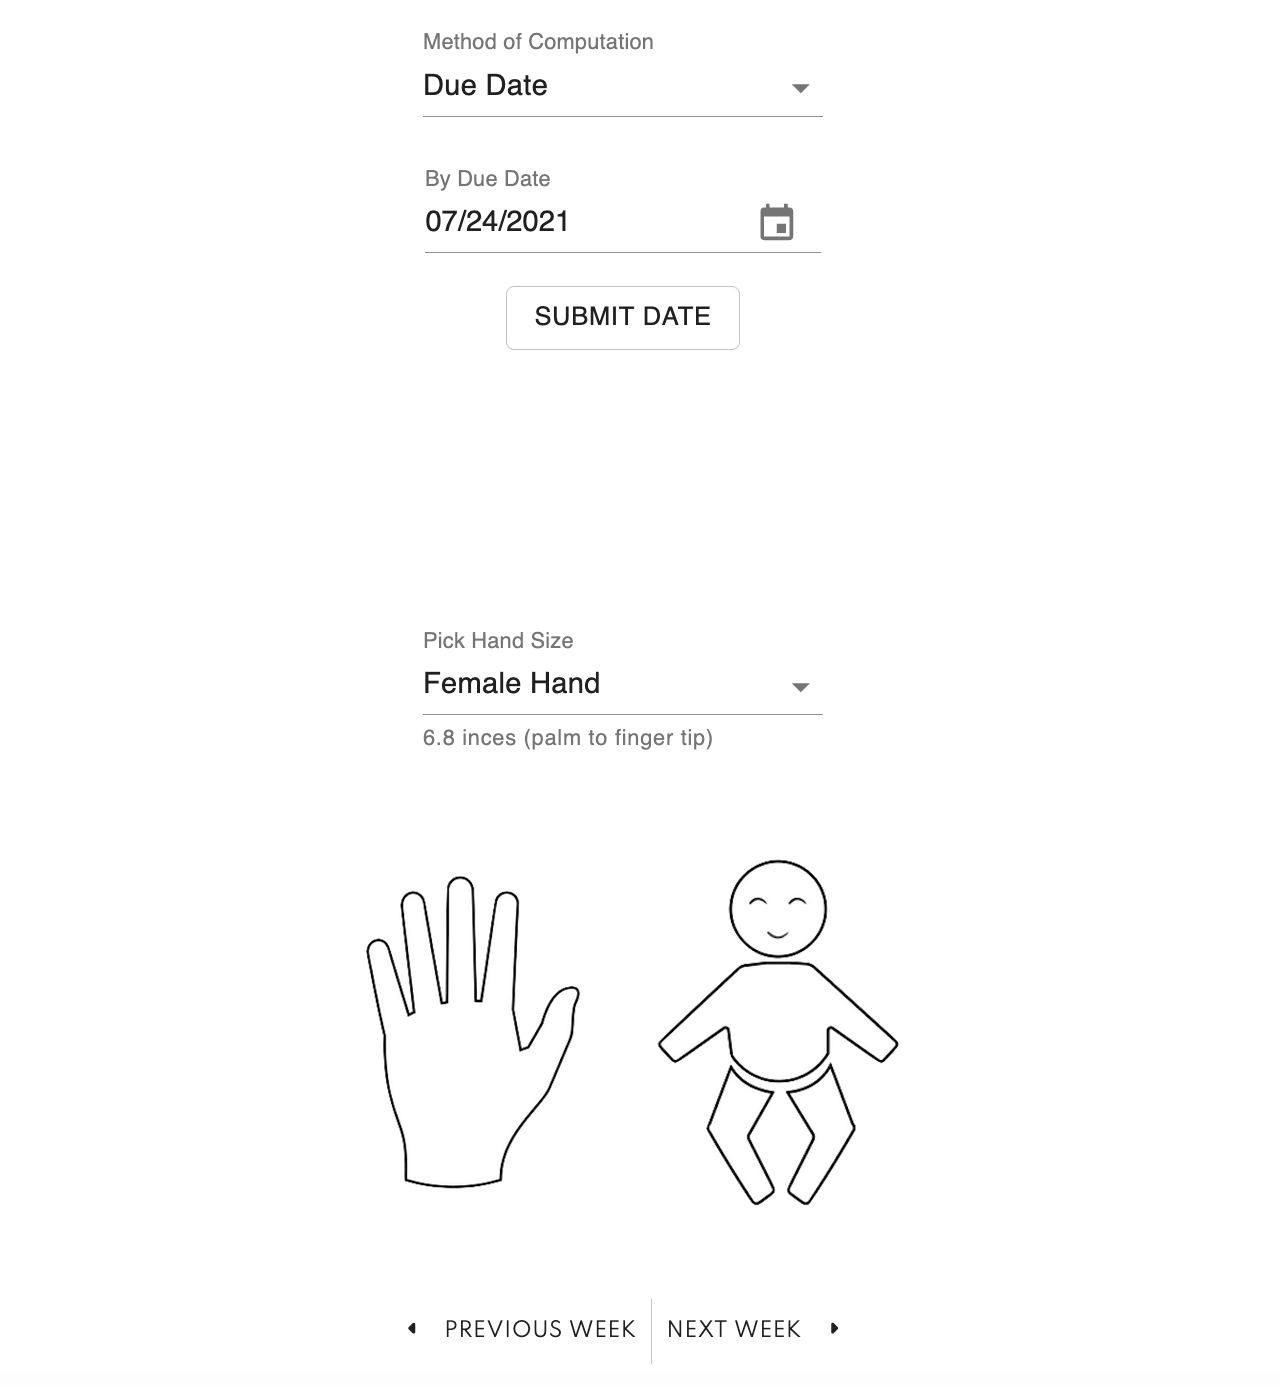 Method of Computation
Due Date
By Due Date
07/24/2021
SUBMIT DATE
Pick Hand Size
Female Hand
6.8 inces (palm to finger tip)
PREVIOUS WEEK
NEXT WEEK